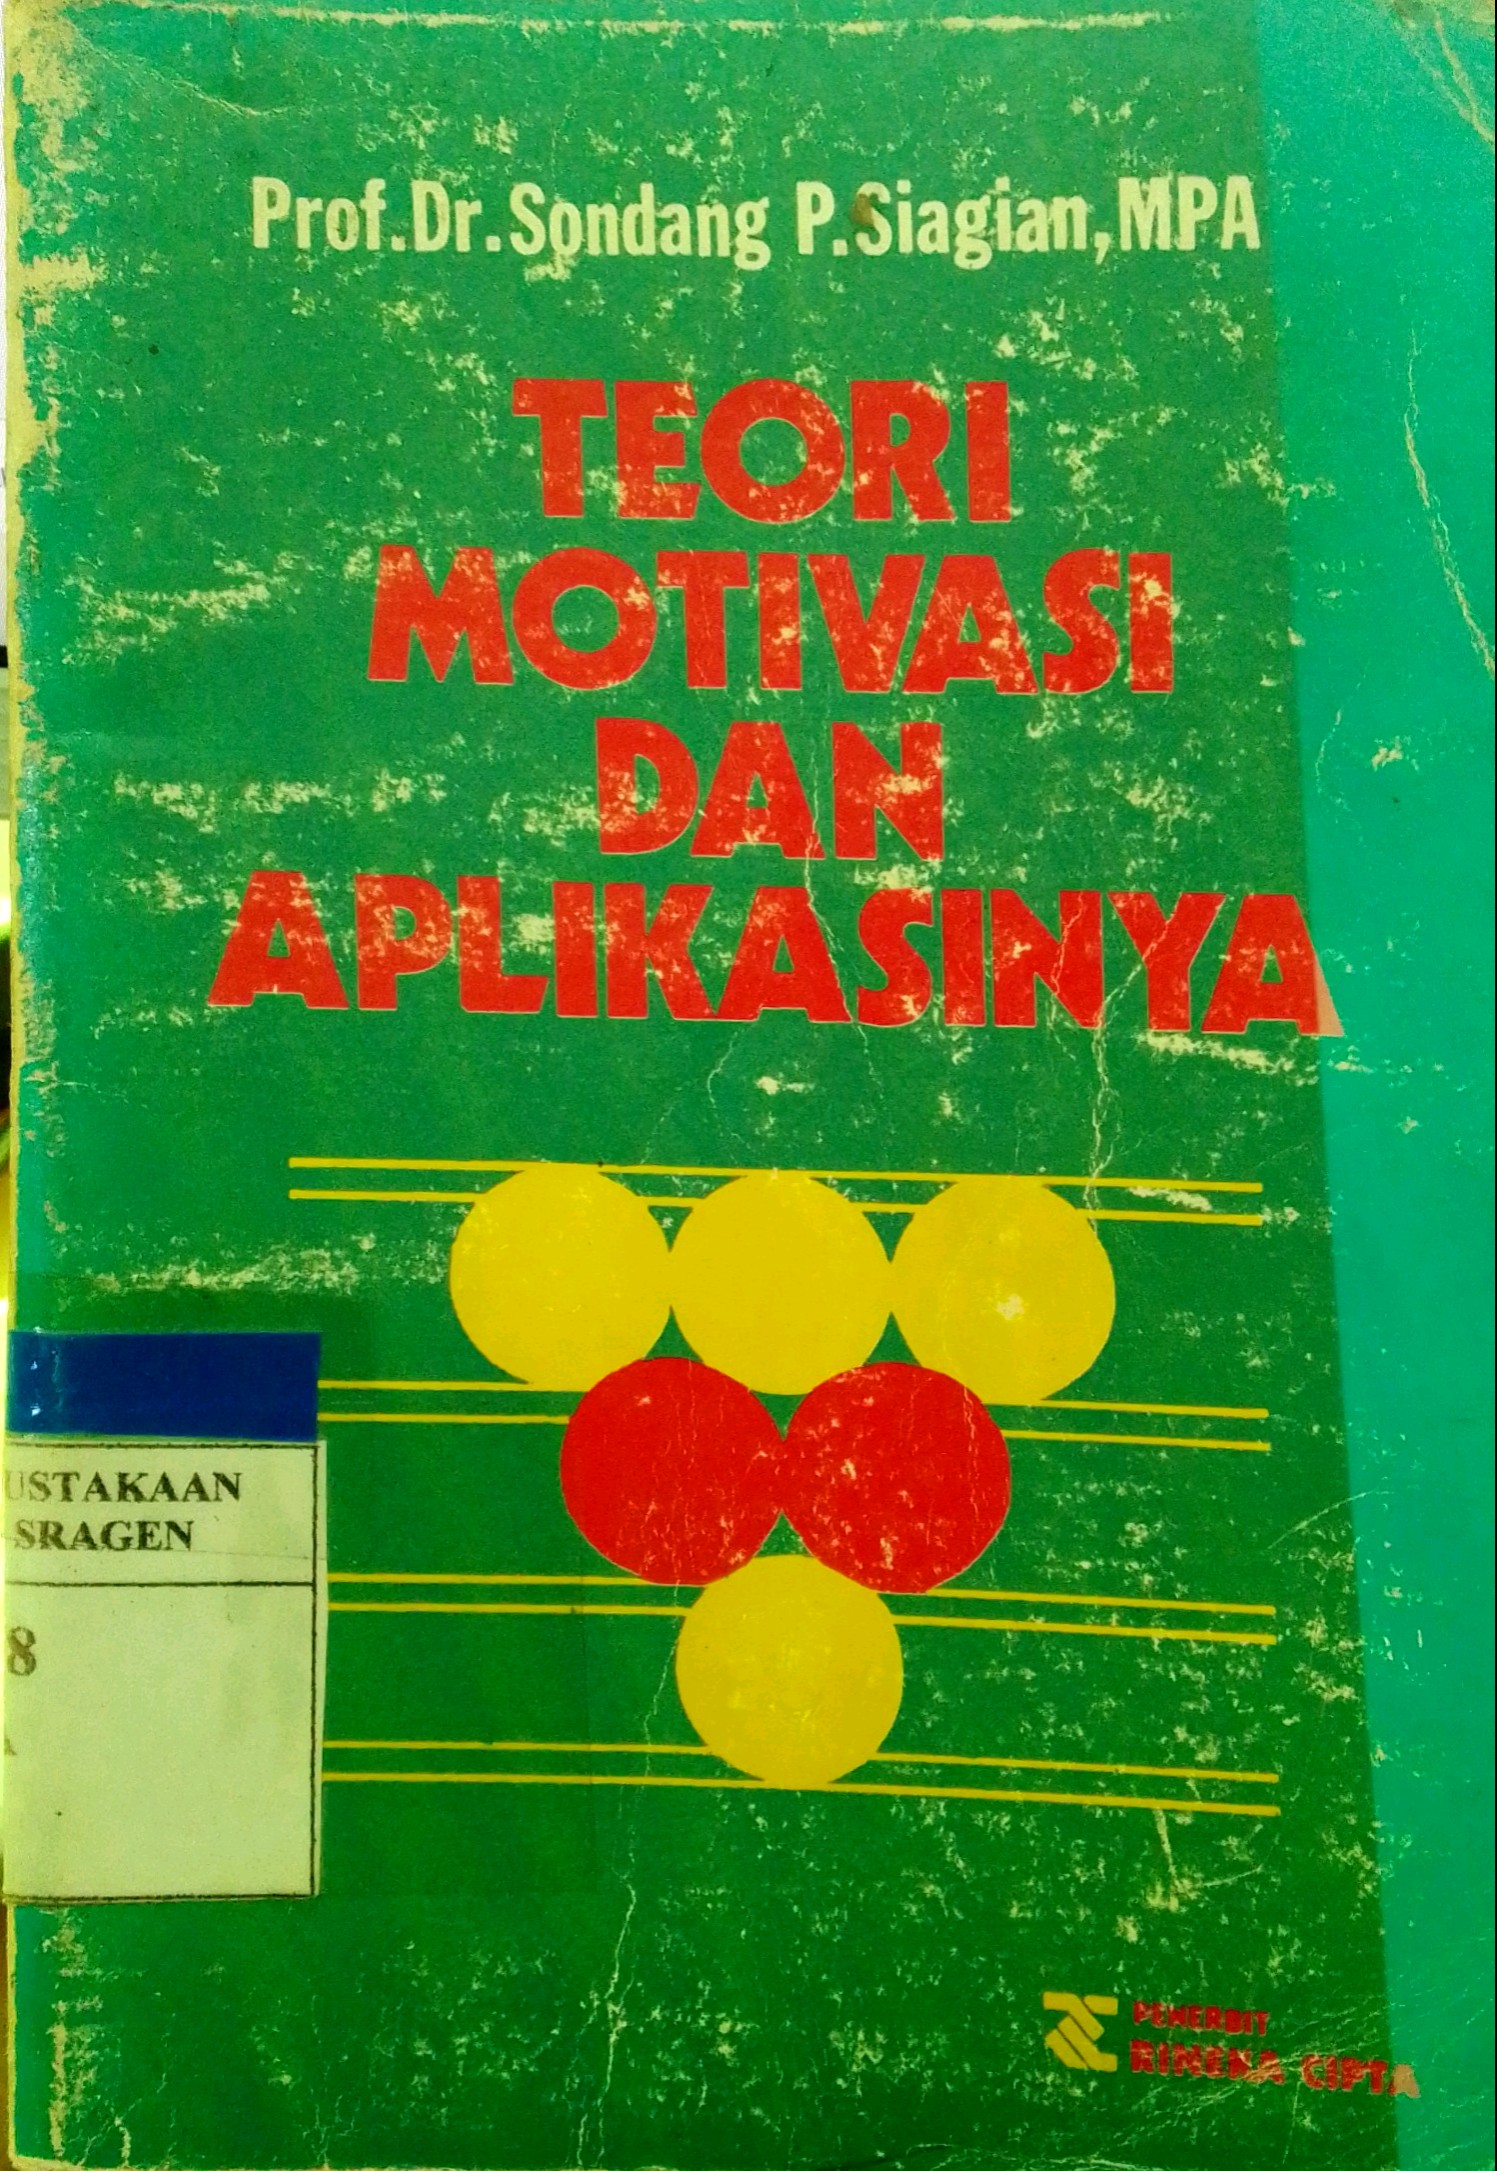 Prof.Dr.Sondang P.Siagian,MPA
TEORI
MOTIVASI
DAN
APLIKASINYA
USTAKAAN
SRAGEN
8
PENERBIT
RINEKA CIPTA